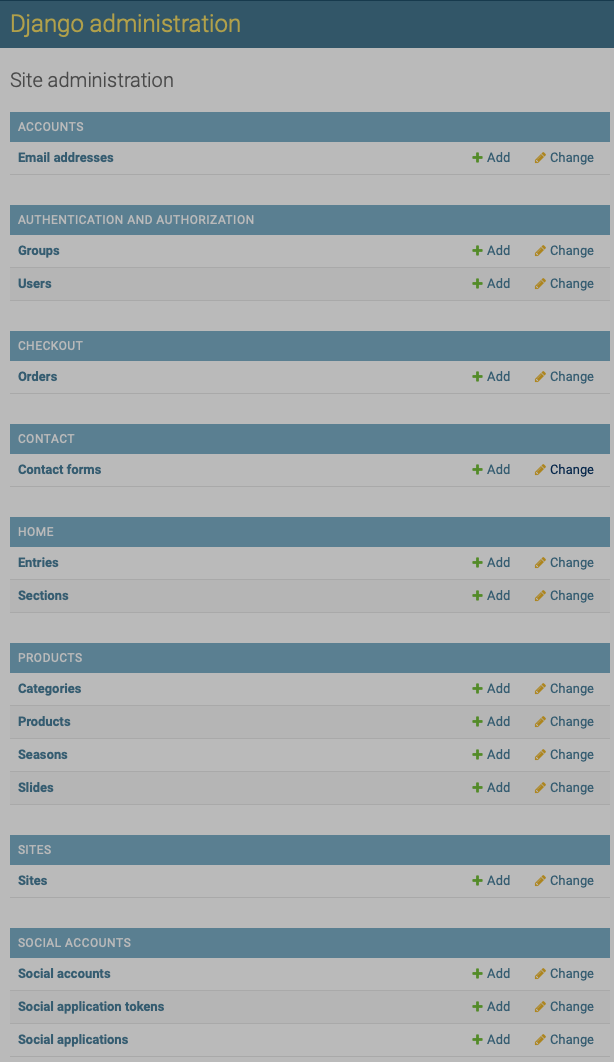 Django administration
Site administration
ACCOUNTS
Email addresses Add Change
AUTHENTICATION AND AUTHORIZATION
Groups Add Change
Users Add Change
CHECKOUT
Orders Add Change
CONTACT
Contact forms Add Change
HOME
Entries Add Change
Sections Add Change
PRODUCTS
Categories Add Change
Products Add Change
Seasons Add Change
Slides Add Change
SITES
Sites Add Change
SOCIAL ACCOUNTS
Social accounts Add Change
Social application tokens Add Change
Social applications Add Change